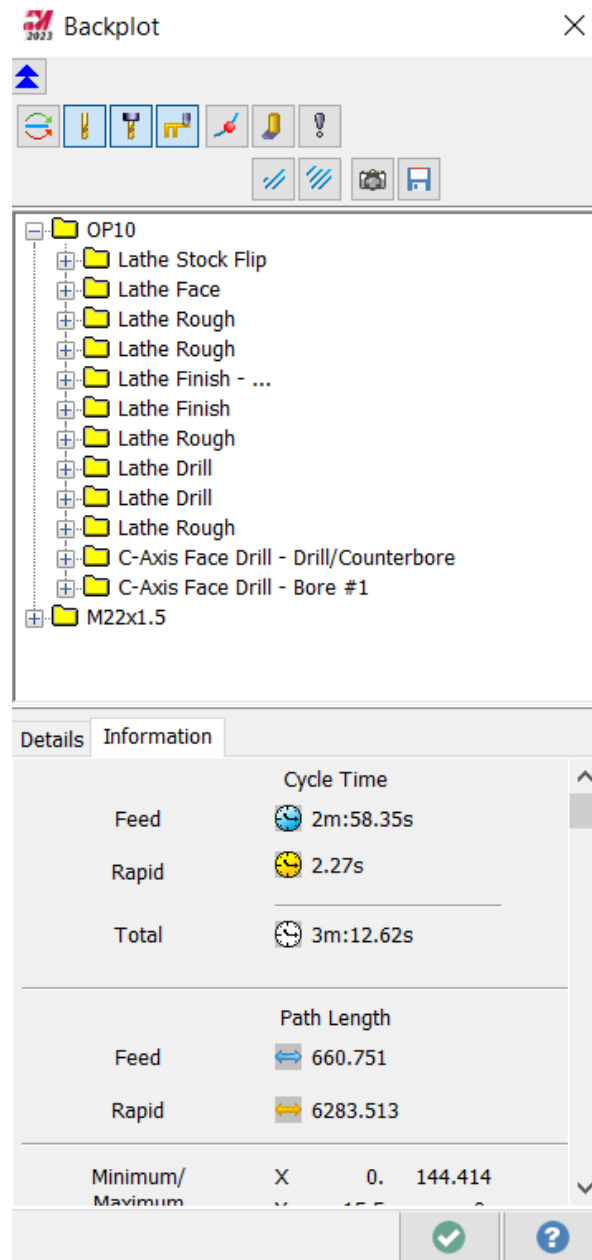 2023 Backplot
OP10
Lathe Stock Flip
Lathe Face
Lathe Rough
Lathe Rough
Lathe Finish - ...
Lathe Finish
Lathe Rough
Lathe Drill
Lathe Drill
Lathe Rough
C-Axis Face Drill - Drill/Counterbore
C-Axis Face Drill - Bore #1
M22x1.5
Details Information
Cycle Time
Feed 2m:58.35s
Rapid 2.27s
Total 3m:12.62s
Path Length
Feed 660.751
Rapid 6283.513
Minimum/ X 0. 144.414
Maximum